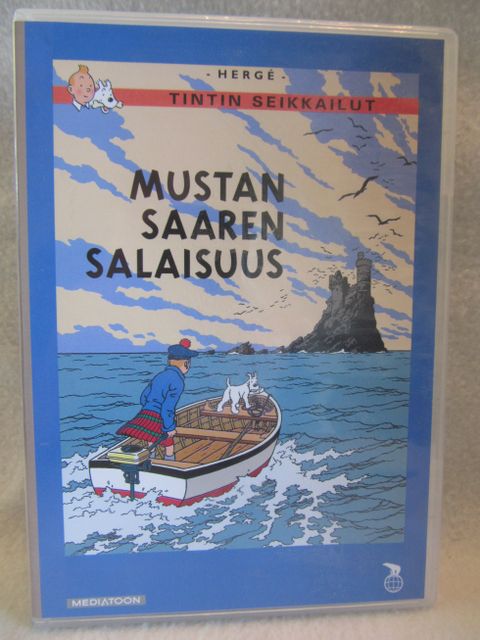 - HERGÉ -
TINTIN SEIKKAILUT
MUSTAN
SAAREN
SALAISUUS
MEDIATOON